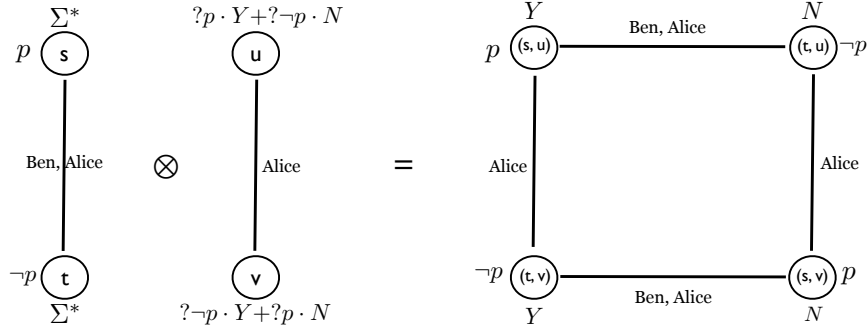 Σ* ?p · Y+?¬p · N Y N
p s u p (s, u) Ben, Alice (t, u) ¬p
Ben, Alice ⊗ Alice = Alice Alice
¬p t v ¬p (t, v) Ben, Alice (s, v) p
Σ* ?¬p · Y+?p · N Y N